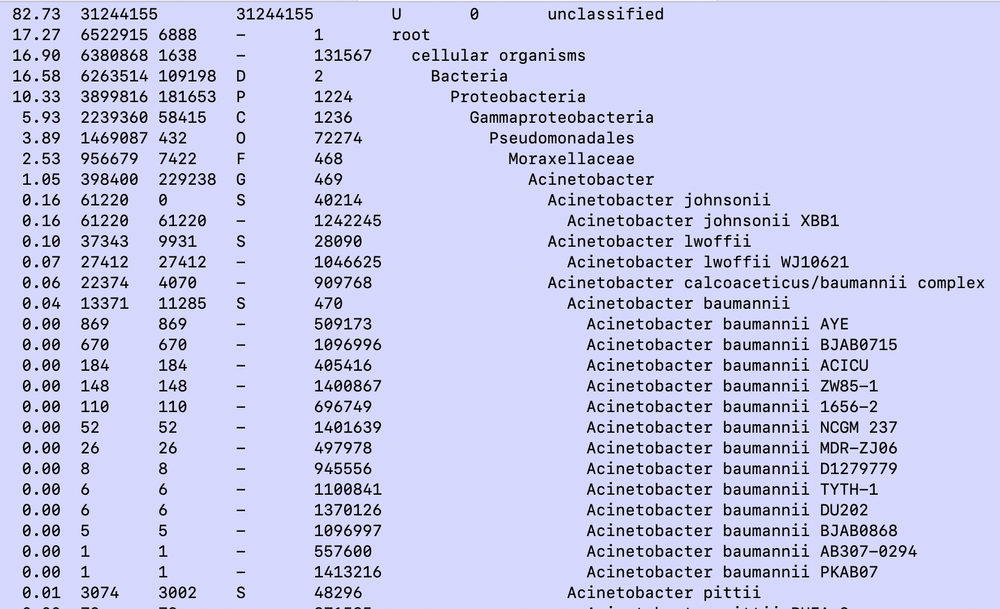 82.73 31244155 31244155 U 0 unclassified
17.27 6522915 6888 – 1 root
16.90 6380868 1638 – 131567 cellular organisms
16.58 6263514 109198 D 2 Bacteria
10.33 3899816 181653 P 1224 Proteobacteria
5.93 2239360 58415 C 1236 Gammaproteobacteria
3.89 1469087 432 O 72274 Pseudomonadales
2.53 956679 7422 F 468 Moraxellaceae
1.05 398400 229238 G 469 Acinetobacter
0.16 61220 0 S 40214 Acinetobacter johnsonii
0.16 61220 61220 – 1242245 Acinetobacter johnsonii XBB1
0.10 37343 9931 S 28090 Acinetobacter lwoffii
0.07 27412 27412 – 1046625 Acinetobacter lwoffii WJ10621
0.06 22374 4070 – 909768 Acinetobacter calcoaceticus/baumannii complex
0.04 13371 11285 S 470 Acinetobacter baumannii
0.00 869 869 – 509173 Acinetobacter baumannii AYE
0.00 670 670 – 1096996 Acinetobacter baumannii BJAB0715
0.00 184 184 – 405416 Acinetobacter baumannii ACICU
0.00 148 148 – 1400867 Acinetobacter baumannii ZW85-1
0.00 110 110 – 696749 Acinetobacter baumannii 1656-2
0.00 52 52 – 1401639 Acinetobacter baumannii NCGM 237
0.00 26 26 – 497978 Acinetobacter baumannii MDR-ZJ06
0.00 8 8 – 945556 Acinetobacter baumannii D1279779
0.00 6 6 – 1100841 Acinetobacter baumannii TYTH-1
0.00 6 6 – 1370126 Acinetobacter baumannii DU202
0.00 5 5 – 1096997 Acinetobacter baumannii BJAB0868
0.00 1 1 – 557600 Acinetobacter baumannii AB307-0294
0.00 1 1 – 1413216 Acinetobacter baumannii PKAB07
0.01 3074 3002 S 48296 Acinetobacter pittii